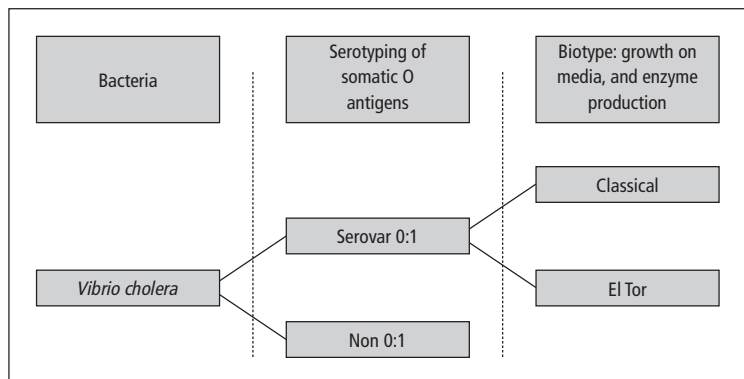 Bacteria
Serotyping of
somatic O
antigens
Biotype: growth on
media, and enzyme
production
Vibrio cholera
Serovar 0:1
Non 0:1
Classical
El Tor